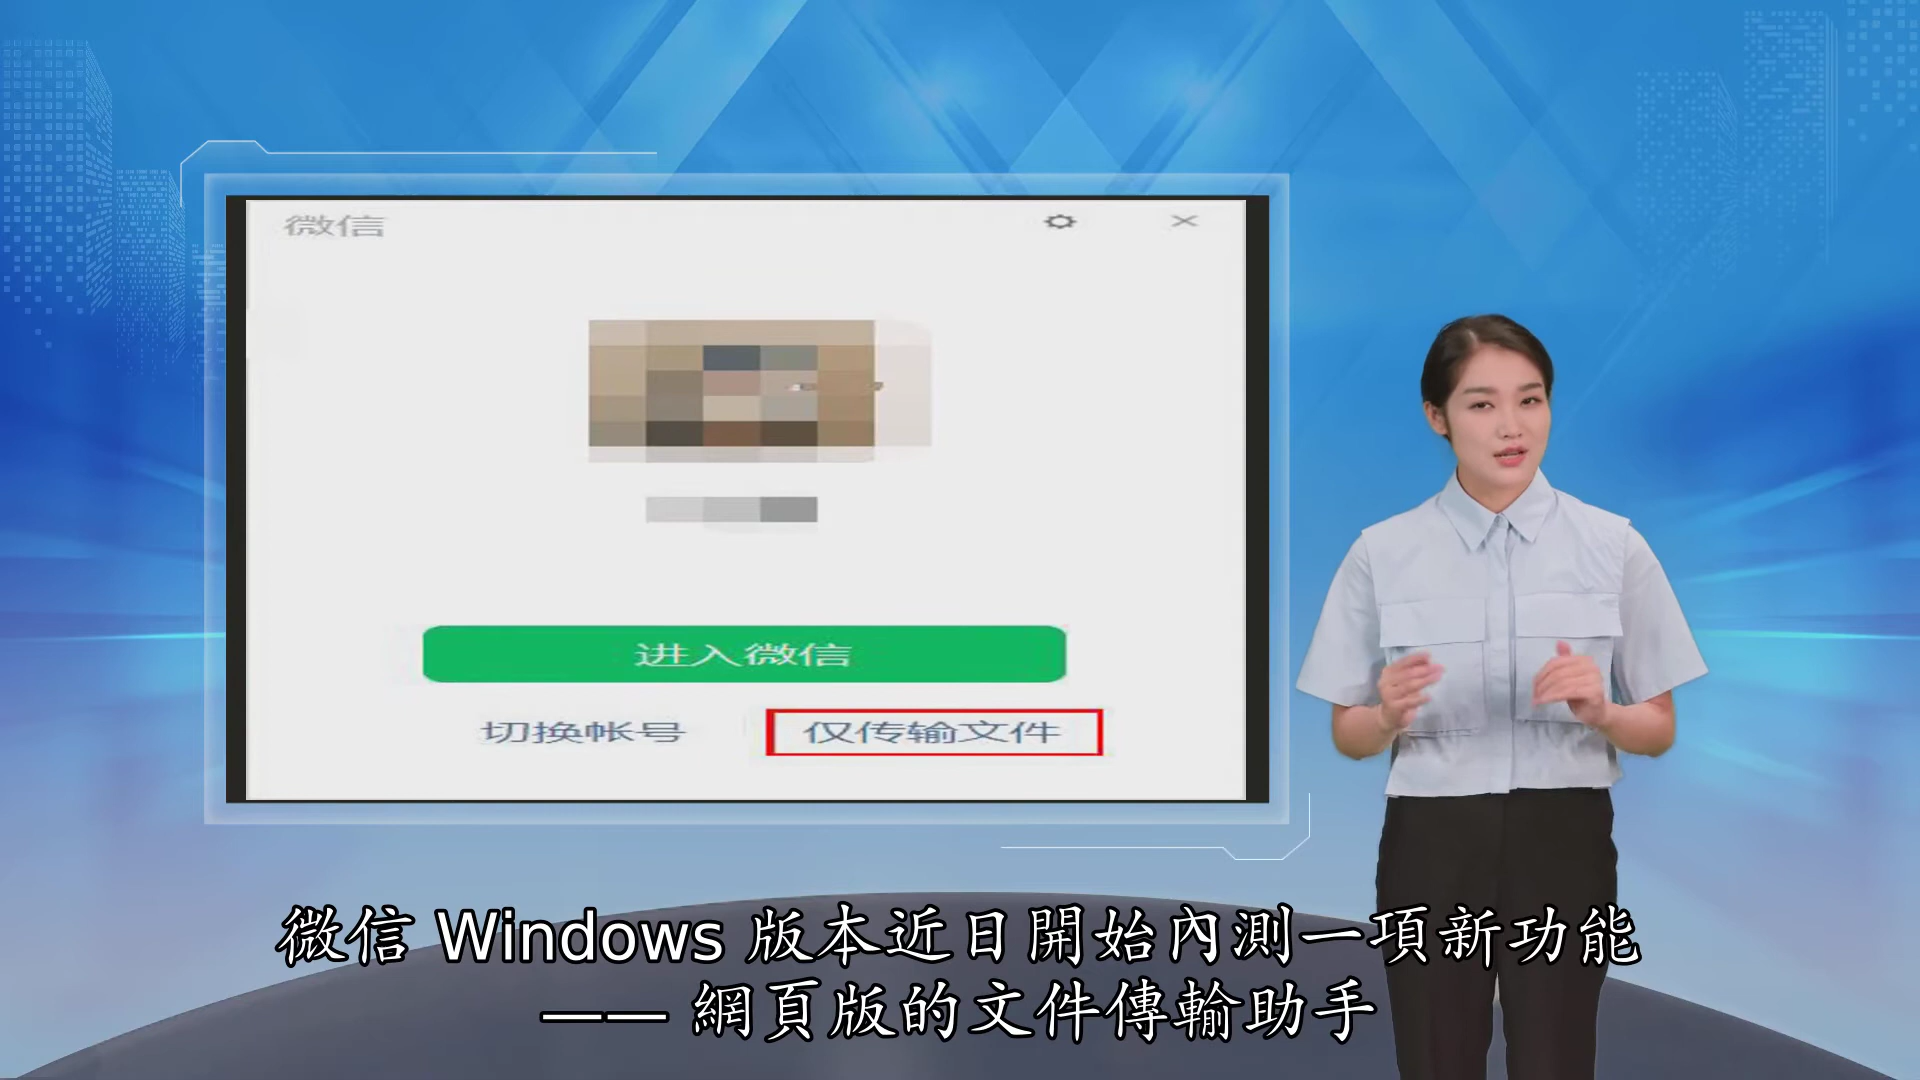 微信
进入微信
切换帐号
仅传输文件
微信 Windows 版本近日開始內測一項新功能
—— 網頁版的文件傳輸助手